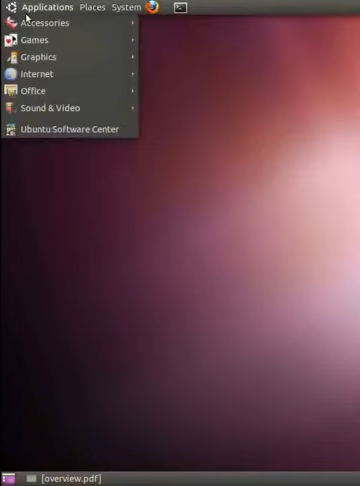 Applications Places System
Accessories
Games
Graphics
Internet
Office
Sound & Video
Ubuntu Software Center
[overview.pdf]